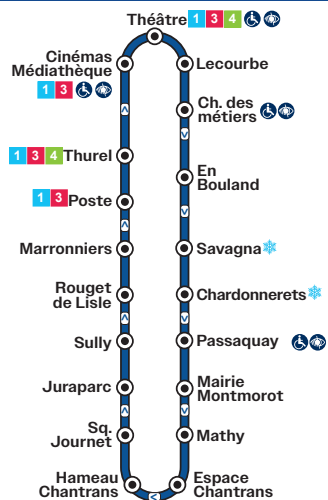 Théâtre 1 3 4
Cinémas
Médiathèque
1 3
Lecourbe
Ch. des
métiers
1 3 4 Thurel
En
Bouland
1 3 Poste
Marronniers
Savagna
Rouget
de Lisle
Chardonnerets
Sully
Passaquay
Juraparc
Mairie
Montmorot
Sq.
Journet
Mathy
Hameau
Chantrans
Espace
Chantrans